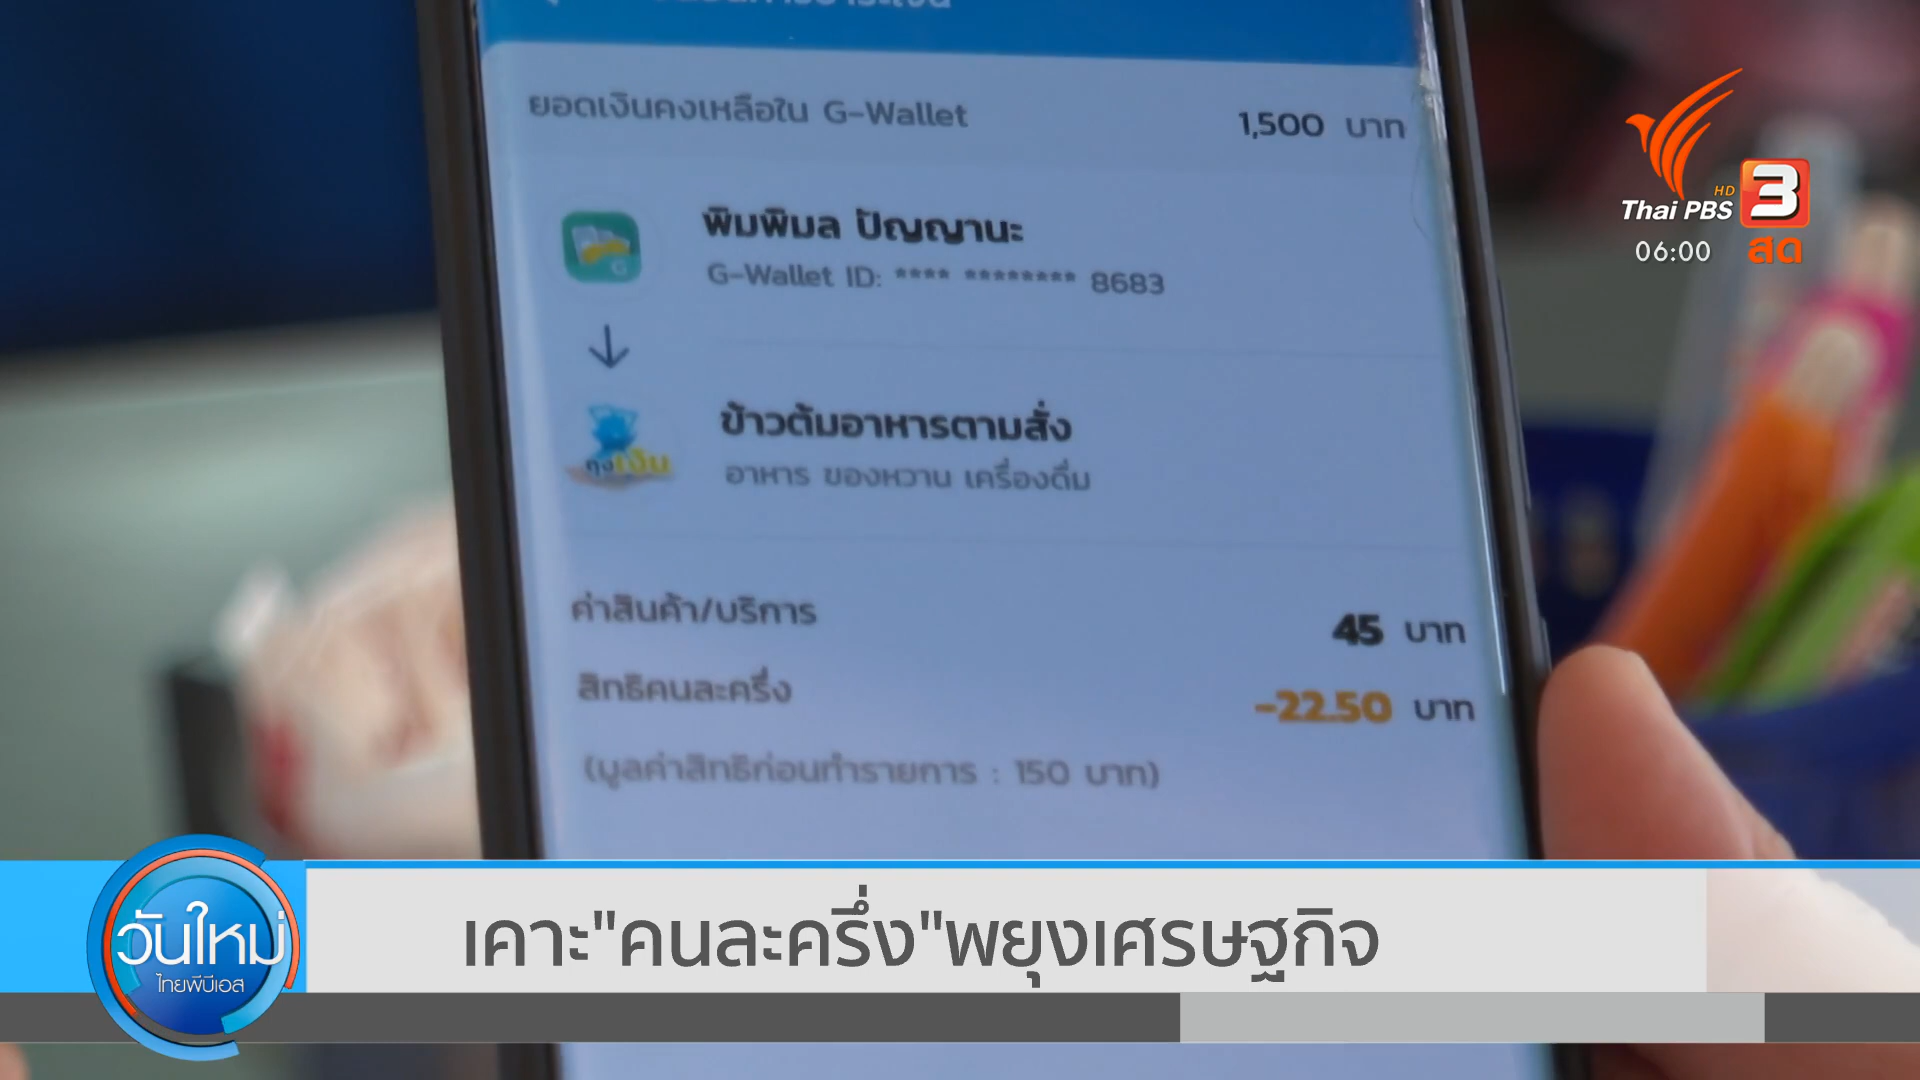 ยอดเงินคงเหลือใน G-Wallet 1,500 บาท
พิมพิมล ปัญญานะ
G-Wallet ID: **** ******** 8683
ถุงเงิน
ข้าวต้มอาหารตามสั่ง
อาหาร ของหวาน เครื่องดื่ม
ค่าสินค้า/บริการ 45 บาท
สิทธิคนละครึ่ง -22.50 บาท
(มูลค่าสิทธิก่อนทำรายการ : 150 บาท)
HD
Thai PBS 3
06:00 สด
วันใหม่
ไทยพีบีเอส
เคาะ"คนละครึ่ง"พยุงเศรษฐกิจ